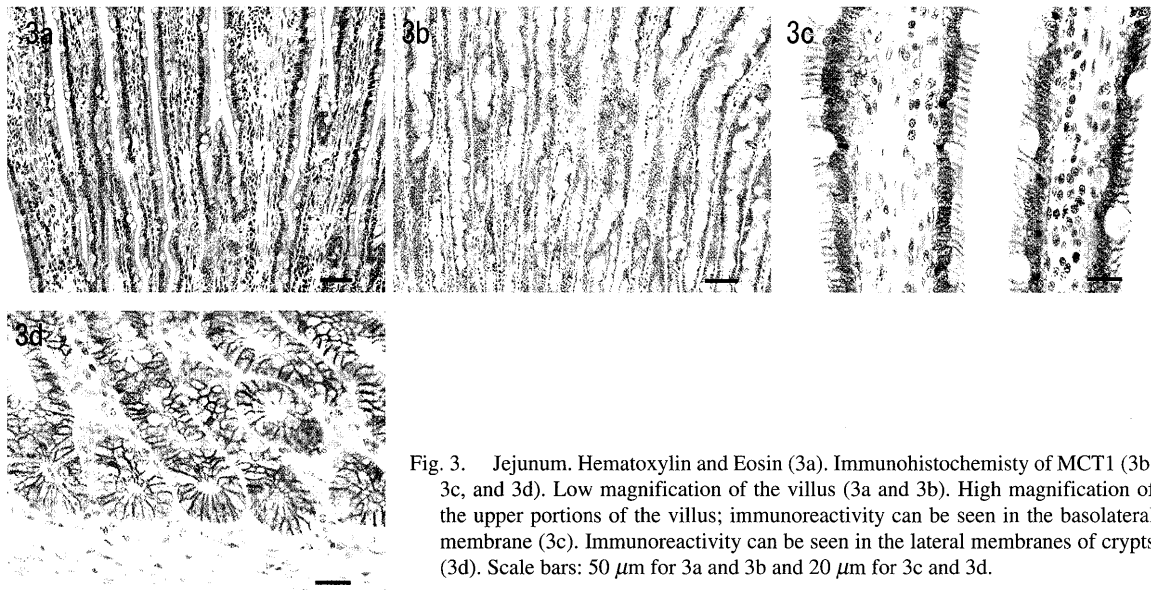 3a
3b
3c
3d
Fig. 3. Jejunum. Hematoxylin and Eosin (3a). Immunohistochemisty of MCT1 (3b
3c, and 3d). Low magnification of the villus (3a and 3b). High magnification of
the upper portions of the villus; immunoreactivity can be seen in the basolateral
membrane (3c). Immunoreactivity can be seen in the lateral membranes of crypts
(3d). Scale bars: 50 μm for 3a and 3b and 20 μm for 3c and 3d.